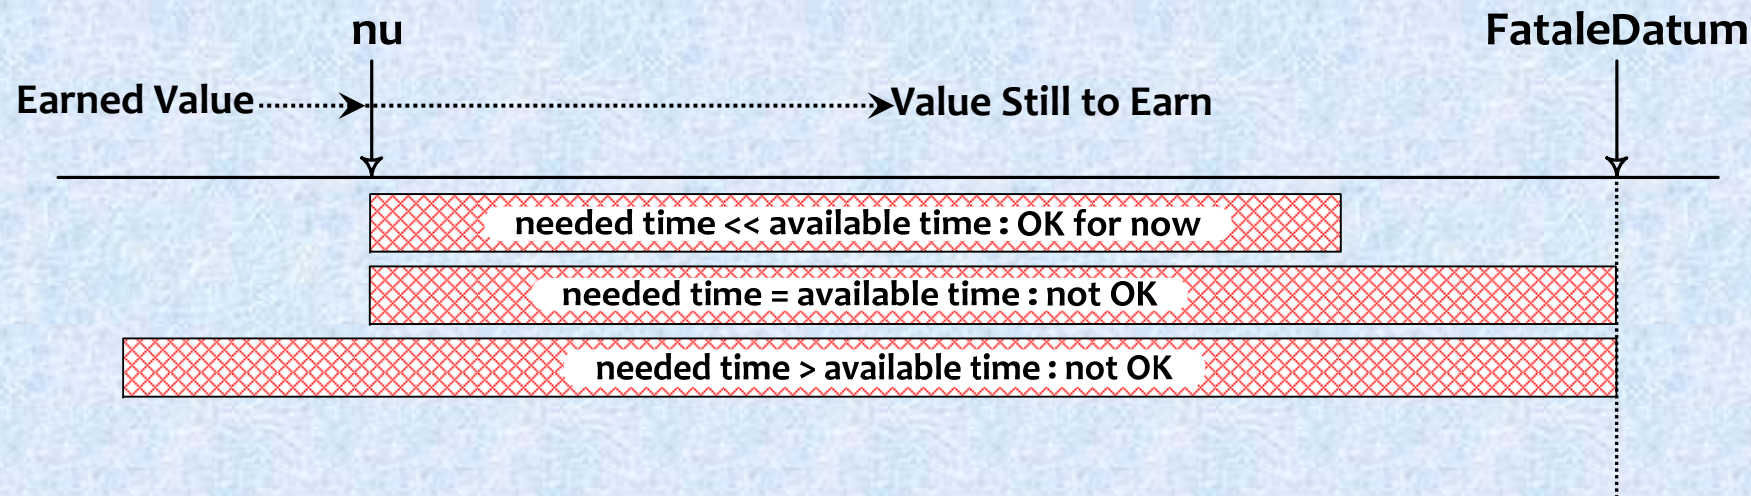 nu
FataleDatum
Earned Value
Value Still to Earn
needed time << available time : OK for now
needed time = available time : not OK
needed time > available time : not OK